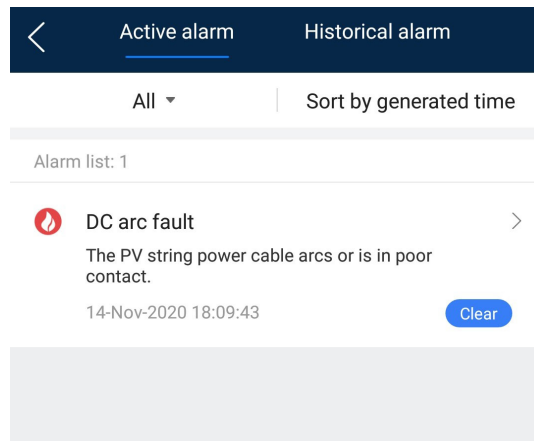 Active alarm Historical alarm
All Sort by generated time
Alarm list: 1
DC arc fault
The PV string power cable arcs or is in poor
contact.
14-Nov-2020 18:09:43 Clear